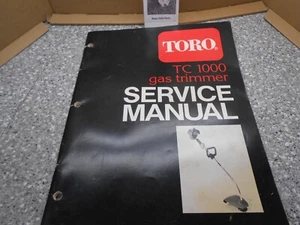 TORO
TC 1000
gas trimmer
SERVICE
MANUAL